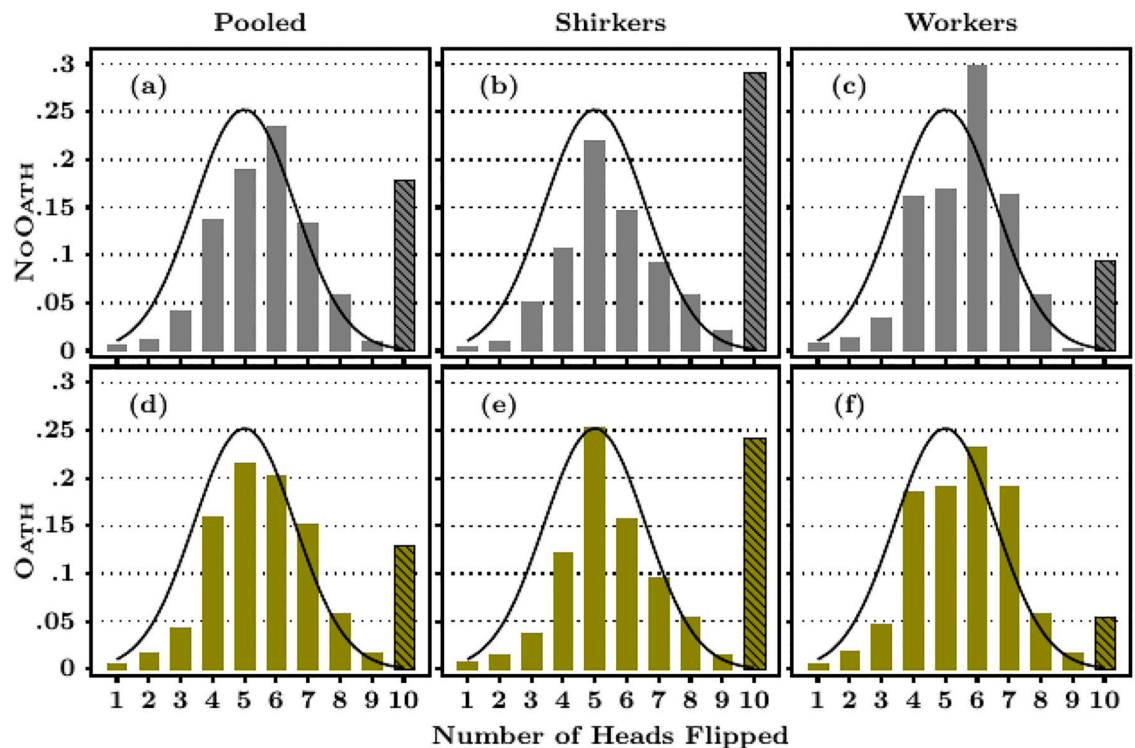 Pooled Shirkers Workers
NoOath
.3
.25
.2
.15
.1
.05
0
(a) (b) (c)
Oath
.3
.25
.2
.15
.1
.05
0
(d) (e) (f)
1 2 3 4 5 6 7 8 9 10 1 2 3 4 5 6 7 8 9 10 1 2 3 4 5 6 7 8 9 10
Number of Heads Flipped